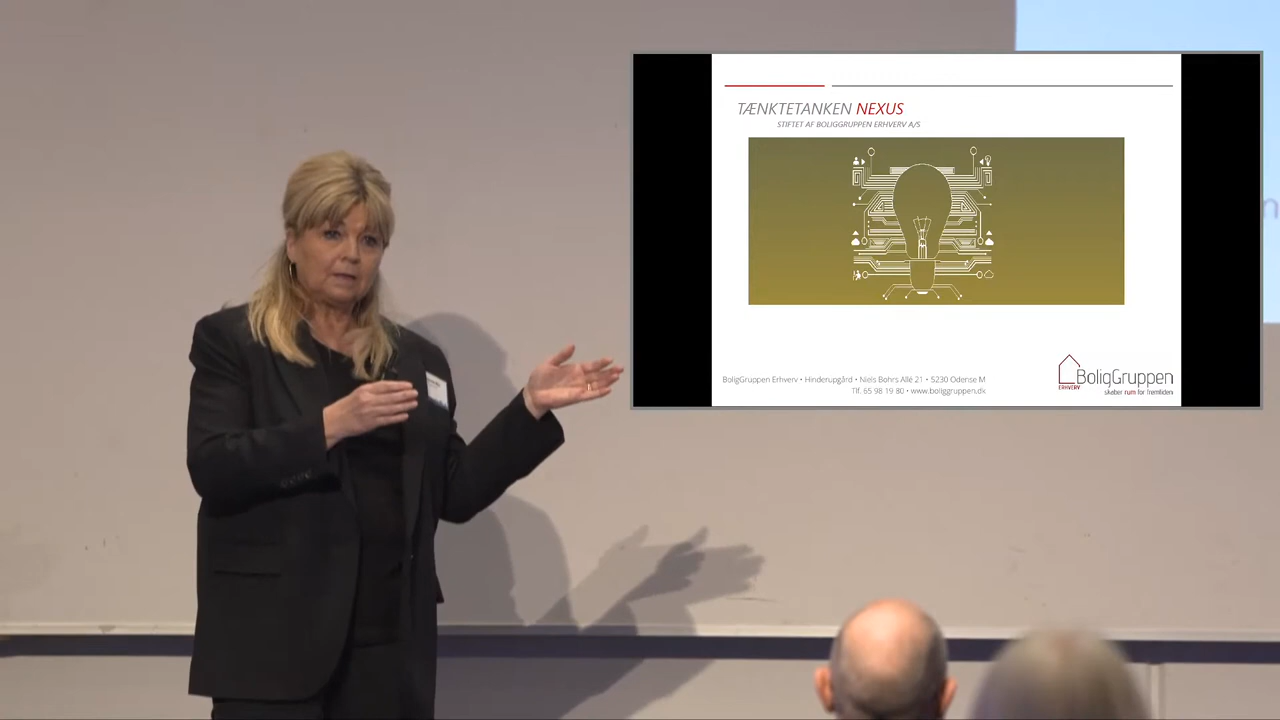 TÆNKTETANKEN NEXUS
STIFTET AF BOLIGGRUPPEN ERHVERV A/S
BoligGruppen Erhverv • Hinderupgård • Niels Bohrs Allé 21 • 5230 Odense M
Tlf. 65 98 19 80 • www.boliggruppen.dk
BoligGruppen
ERHVERV
skaber rum for fremtiden